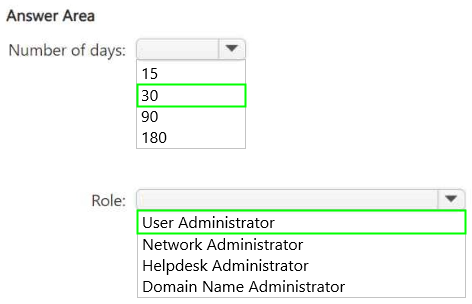 Answer Area
Number of days:
15
30
90
180
Role:
User Administrator
Network Administrator
Helpdesk Administrator
Domain Name Administrator